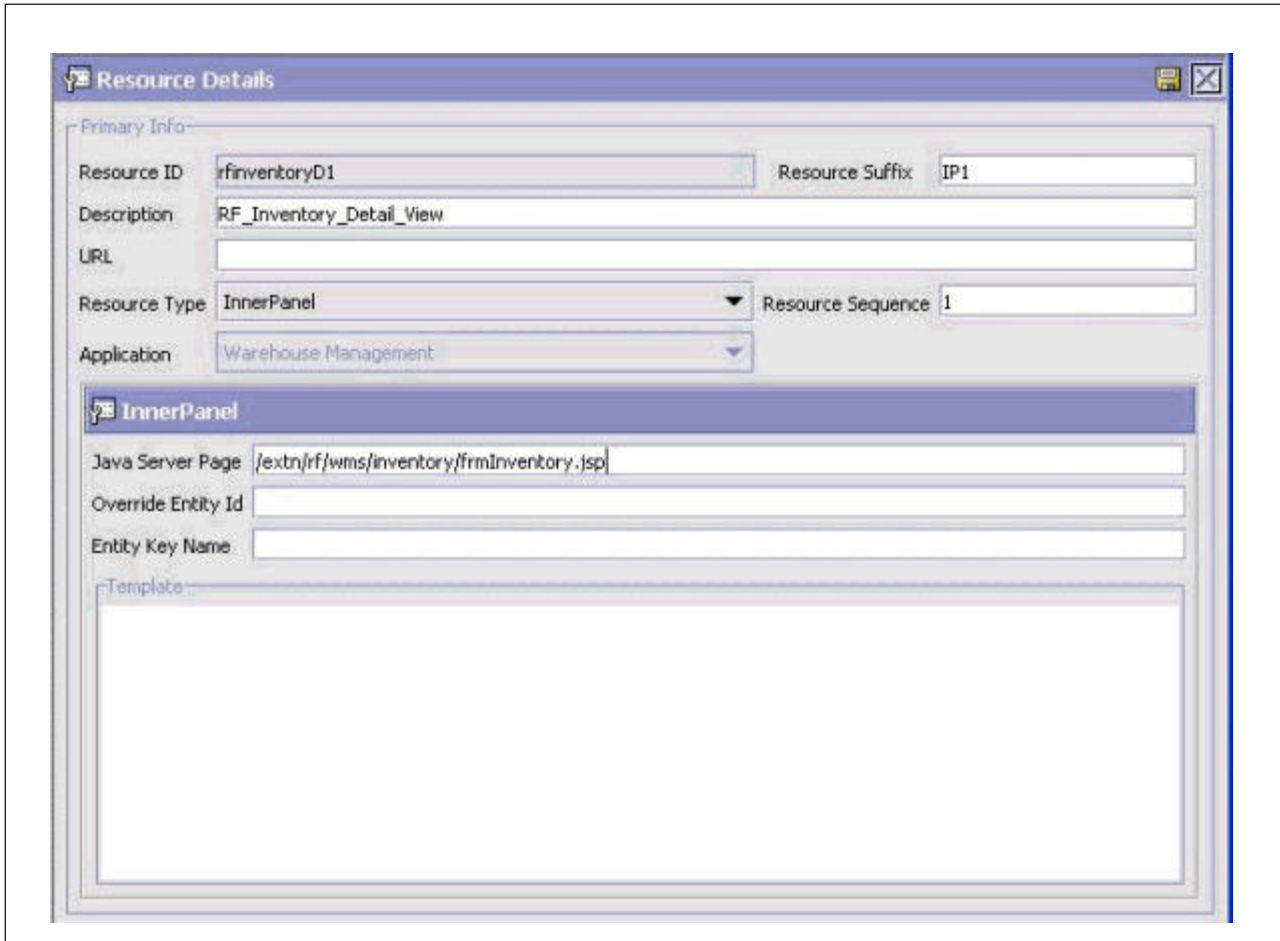 Resource Details
Primary Info
Resource ID rfinventoryD1 Resource Suffix IP1
Description RF_Inventory_Detail_View
URL
Resource Type InnerPanel Resource Sequence 1
Application Warehouse Management
InnerPanel
Java Server Page /extn/rf/wms/inventory/frmInventory.jsp
Override Entity Id
Entity Key Name
Template